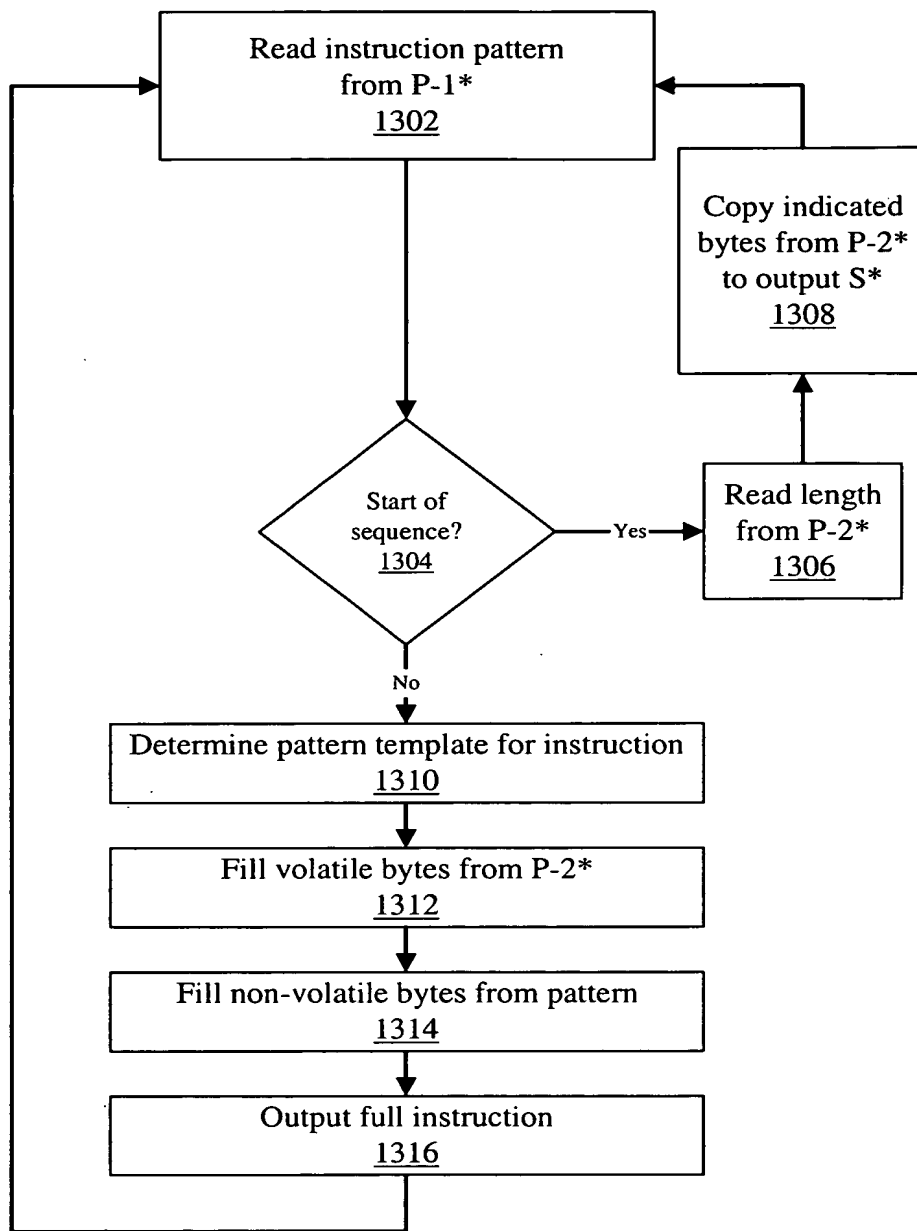 Read instruction pattern
from P-1*
1302
Copy indicated
bytes from P-2*
to output S*
1308
Start of
sequence?
1304
Yes
Read length
from P-2*
1306
No
Determine pattern template for instruction
1310
Fill volatile bytes from P-2*
1312
Fill non-volatile bytes from pattern
1314
Output full instruction
1316